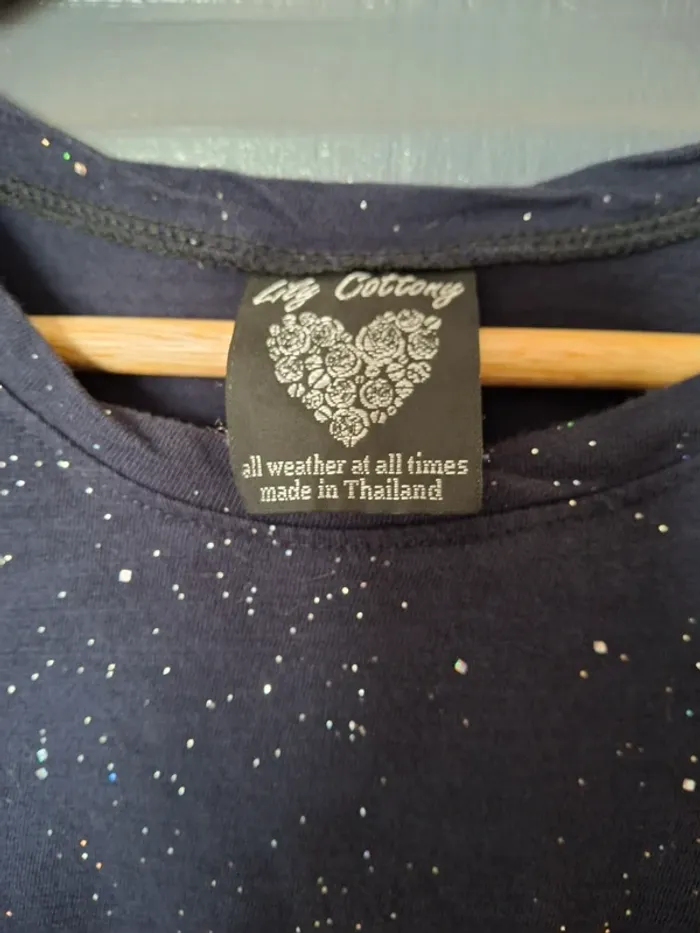 Lily Cottony
all weather at all times
made in Thailand